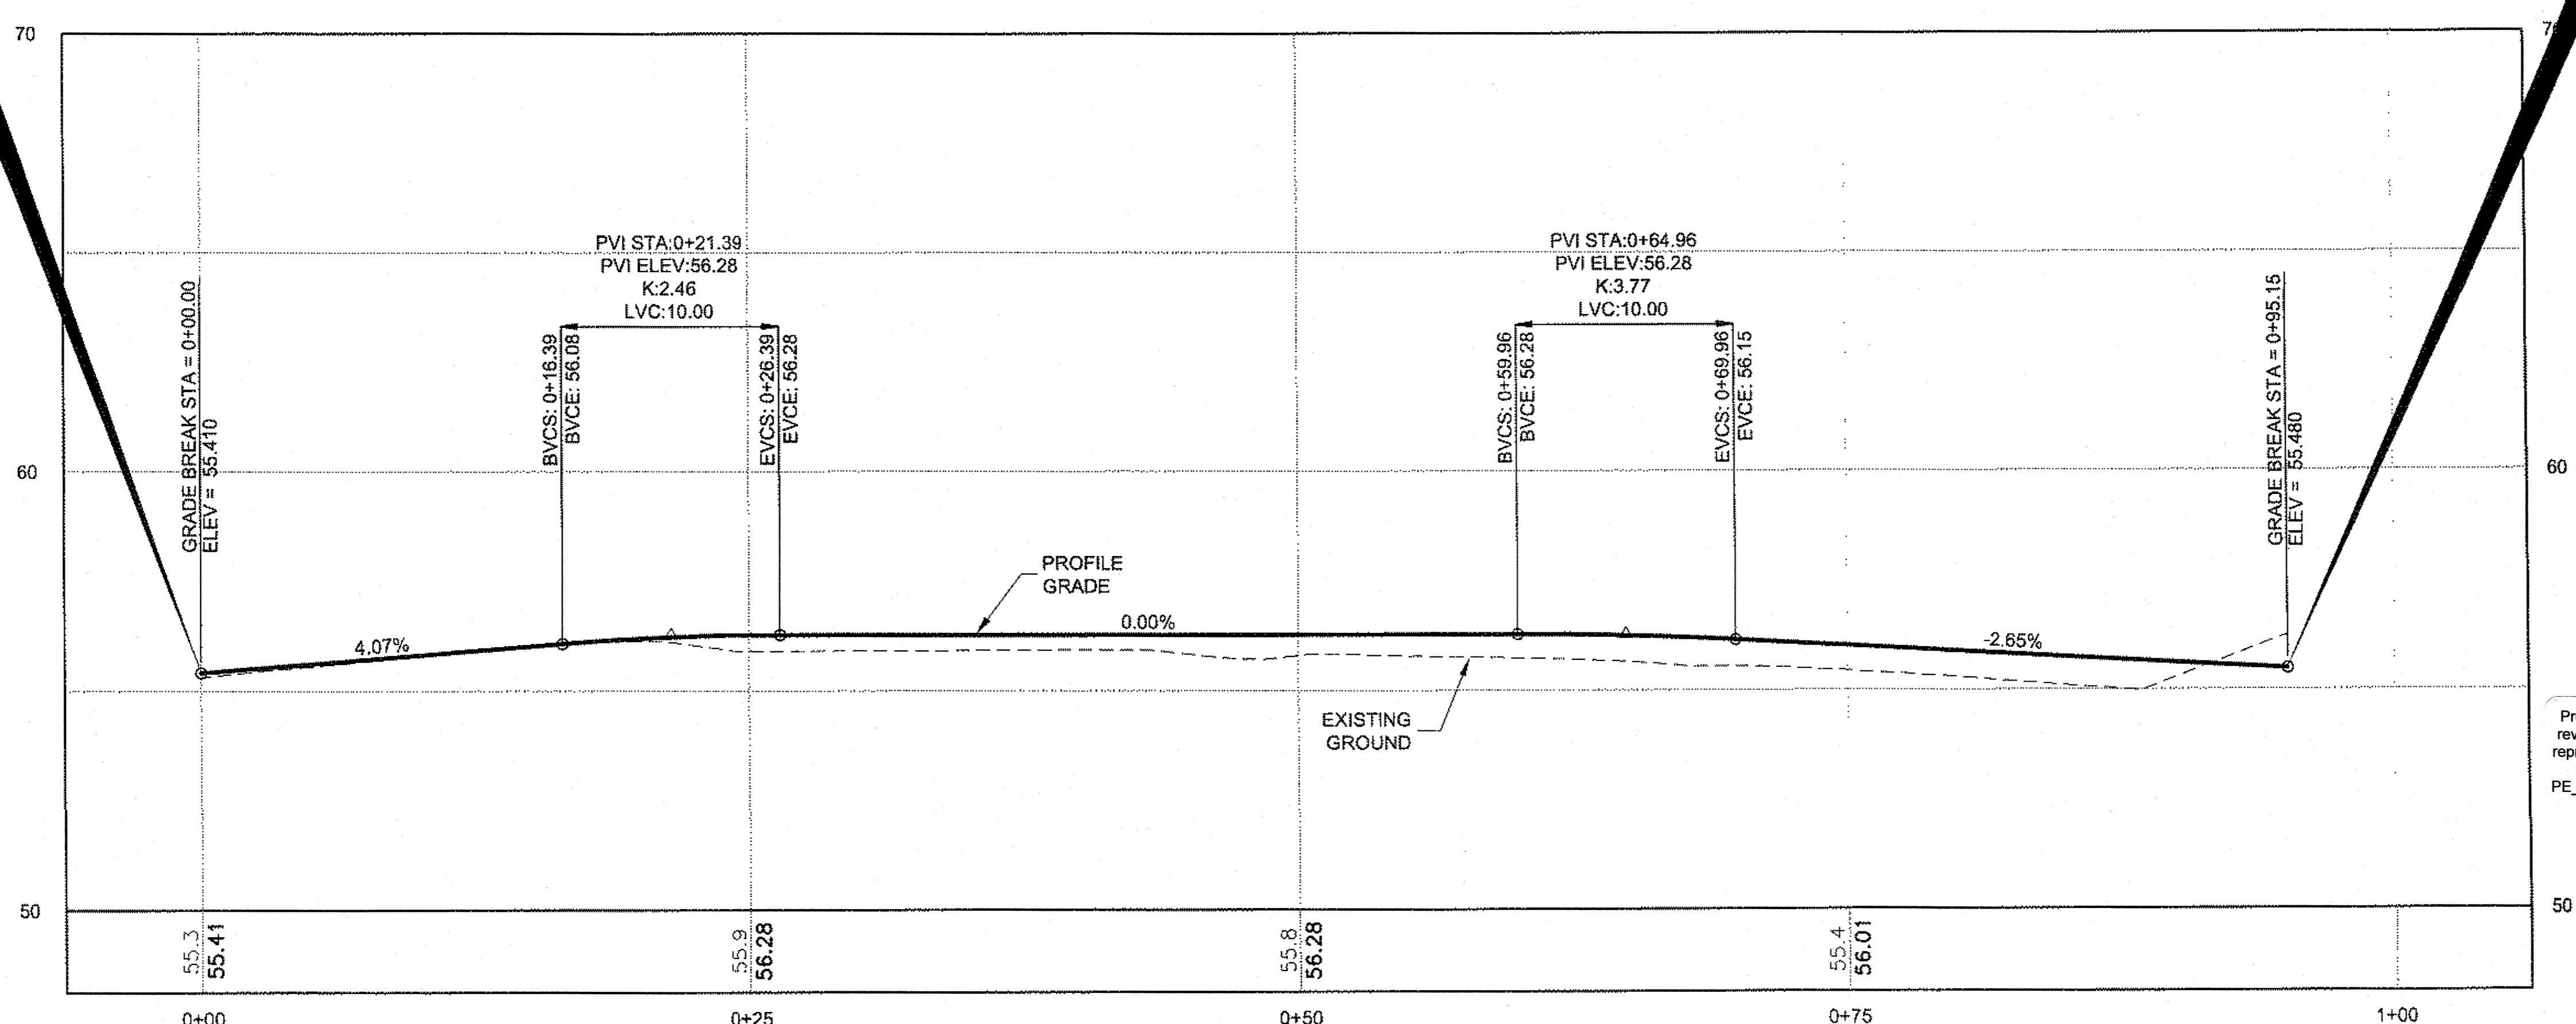 70
PVI STA:0+21.39
PVI ELEV:56.28
K:2.46
LVC:10.00
PVI STA:0+64.96
PVI ELEV:56.28
K:3.77
LVC:10.00
GRADE BREAK STA = 0+00.00
ELEV = 55.410
BVCS: 0+16.39
BVCE: 56.08
EVCS: 0+26.39
EVCE: 56.28
BVCS: 0+59.96
BVCE: 56.28
EVCS: 0+69.96
EVCE: 56.15
GRADE BREAK STA = 0+95.15
ELEV = 55.480
60
60
PROFILE
GRADE
4.07%
0.00%
-2.65%
EXISTING
GROUND
50
50
55.3
55.41
55.9
56.28
55.8
56.28
55.4
56.01
0+00
0+25
0+50
0+75
1+00